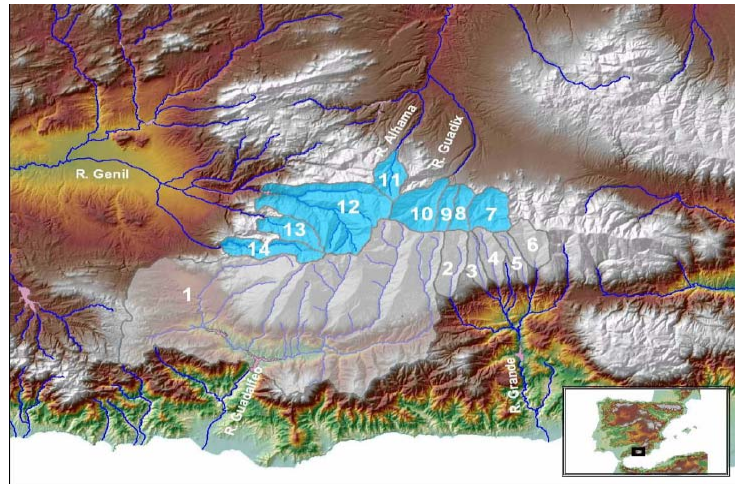 R. Alhama
R. Guadix
R. Genil
11
12
10
9
8
7
13
14
6
2
3
4
5
1
R. Guadalfeo
R. Grande